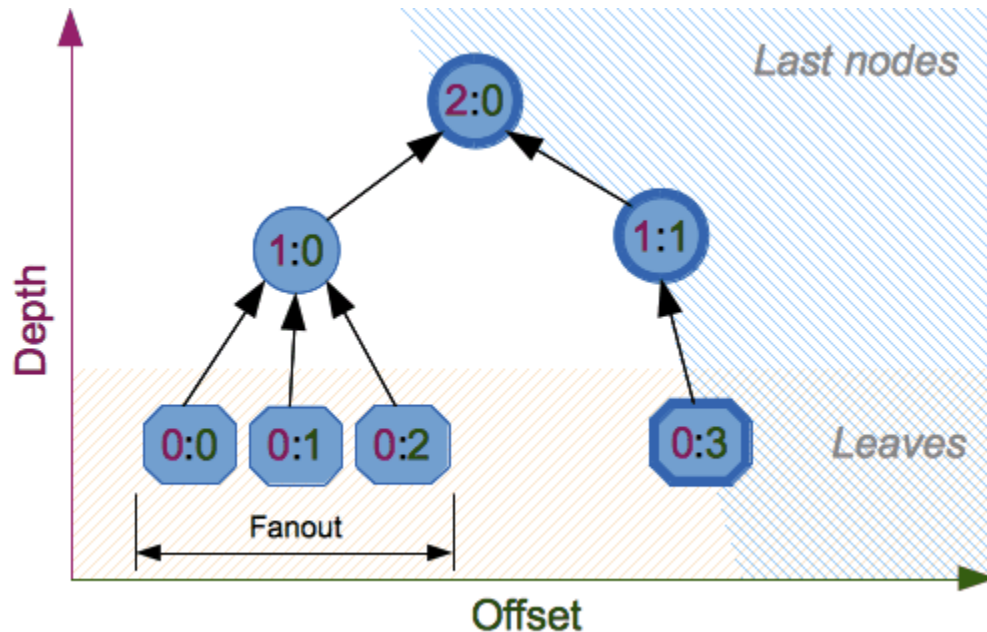 Last nodes
2:0
1:0
1:1
Depth
0:0
0:1
0:2
0:3
Leaves
Fanout
Offset